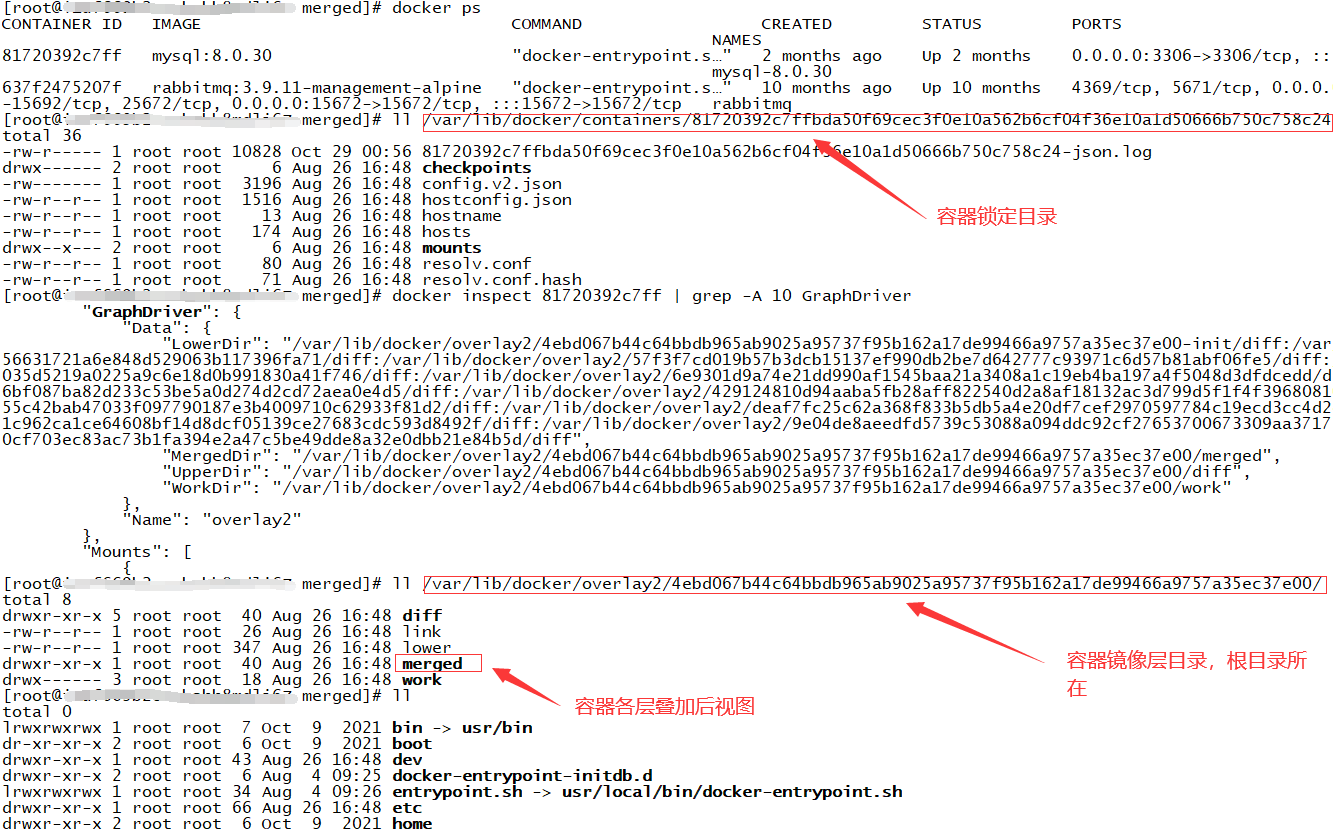 [root@ merged]# docker ps
CONTAINER ID   IMAGE                              COMMAND                  CREATED         STATUS         PORTS
NAMES
81720392c7ff   mysql:8.0.30                       "docker-entrypoint.s…"   2 months ago    Up 2 months    0.0.0.0:3306->3306/tcp, ::
mysql-8.0.30
637f2475207f   rabbitmq:3.9.11-management-alpine   "docker-entrypoint.s…"   10 months ago   Up 10 months   4369/tcp, 5671/tcp, 0.0.0.
-15692/tcp, 25672/tcp, 0.0.0.0:15672->15672/tcp, :::15672->15672/tcp   rabbitmq
[root@ merged]# ll /var/lib/docker/containers/81720392c7ffbda50f69cec3f0e10a562b6cf04f36e10a1d50666b750c758c24
total 36
-rw-r----- 1 root root 10828 Oct 29 00:56 81720392c7ffbda50f69cec3f0e10a562b6cf04f36e10a1d50666b750c758c24-json.log
drwx------ 2 root root     6 Aug 26 16:48 checkpoints
-rw------- 1 root root  3196 Aug 26 16:48 config.v2.json
-rw-r--r-- 1 root root  1516 Aug 26 16:48 hostconfig.json
-rw-r--r-- 1 root root    13 Aug 26 16:48 hostname
容器锁定目录
-rw-r--r-- 1 root root   174 Aug 26 16:48 hosts
drwx--x--- 2 root root     6 Aug 26 16:48 mounts
-rw-r--r-- 1 root root    80 Aug 26 16:48 resolv.conf
-rw-r--r-- 1 root root    71 Aug 26 16:48 resolv.conf.hash
[root@ merged]# docker inspect 81720392c7ff | grep -A 10 GraphDriver
"GraphDriver": {
"Data": {
"LowerDir": "/var/lib/docker/overlay2/4ebd067b44c64bbdb965ab9025a95737f95b162a17de99466a9757a35ec37e00-init/diff:/var
56631721a6e848d529063b117396fa71/diff:/var/lib/docker/overlay2/57f3f7cd019b57b3dcb15137ef990db2be7d642777c93971c6d57b81abf06fe5/diff:
035d5219a0225a9c6e18d0b991830a41f746/diff:/var/lib/docker/overlay2/6e9301d9a74e21dd990af1545baa21a3408a1c19eb4ba197a4f5048d3dfdcedd/d
6bf087ba82d233c53be5a0d274d2cd72aea0e4d5/diff:/var/lib/docker/overlay2/429124810d94aaba5fb28aff822540d2a8af18132ac3d799d5f1f4f3968081
55c42bab47033f097790187e3b4009710c62933f81d2/diff:/var/lib/docker/overlay2/deaf7fc25c62a368f833b5db5a4e20df7cef2970597784c19ecd3cc4d2
1c962ca1ce64608bf14d8dcf05139ce27683cdc593d8492f/diff:/var/lib/docker/overlay2/9e04de8aeedfd5739c53088a094ddc92cf27653700673309aa3717
0cf703ec83ac73b1fa394e2a47c5be49dde8a32e0dbb21e84b5d/diff",
"MergedDir": "/var/lib/docker/overlay2/4ebd067b44c64bbdb965ab9025a95737f95b162a17de99466a9757a35ec37e00/merged",
"UpperDir": "/var/lib/docker/overlay2/4ebd067b44c64bbdb965ab9025a95737f95b162a17de99466a9757a35ec37e00/diff",
"WorkDir": "/var/lib/docker/overlay2/4ebd067b44c64bbdb965ab9025a95737f95b162a17de99466a9757a35ec37e00/work"
},
"Name": "overlay2"
},
"Mounts": [
{
[root@ merged]# ll /var/lib/docker/overlay2/4ebd067b44c64bbdb965ab9025a95737f95b162a17de99466a9757a35ec37e00/
total 8
drwxr-xr-x 5 root root  40 Aug 26 16:48 diff
-rw-r--r-- 1 root root  26 Aug 26 16:48 link
-rw-r--r-- 1 root root 347 Aug 26 16:48 lower
drwxr-xr-x 1 root root  40 Aug 26 16:48 merged
容器镜像层目录，根目录所
在
drwx------ 3 root root  18 Aug 26 16:48 work
[root@ merged]# ll
容器各层叠加后视图
total 0
lrwxrwxrwx 1 root root  7 Oct  9  2021 bin -> usr/bin
dr-xr-xr-x 2 root root  6 Oct  9  2021 boot
drwxr-xr-x 1 root root 43 Aug 26 16:48 dev
drwxr-xr-x 2 root root  6 Aug  4 09:25 docker-entrypoint-initdb.d
lrwxrwxrwx 1 root root 34 Aug  4 09:26 entrypoint.sh -> usr/local/bin/docker-entrypoint.sh
drwxr-xr-x 1 root root 66 Aug 26 16:48 etc
drwxr-xr-x 2 root root  6 Oct  9  2021 home